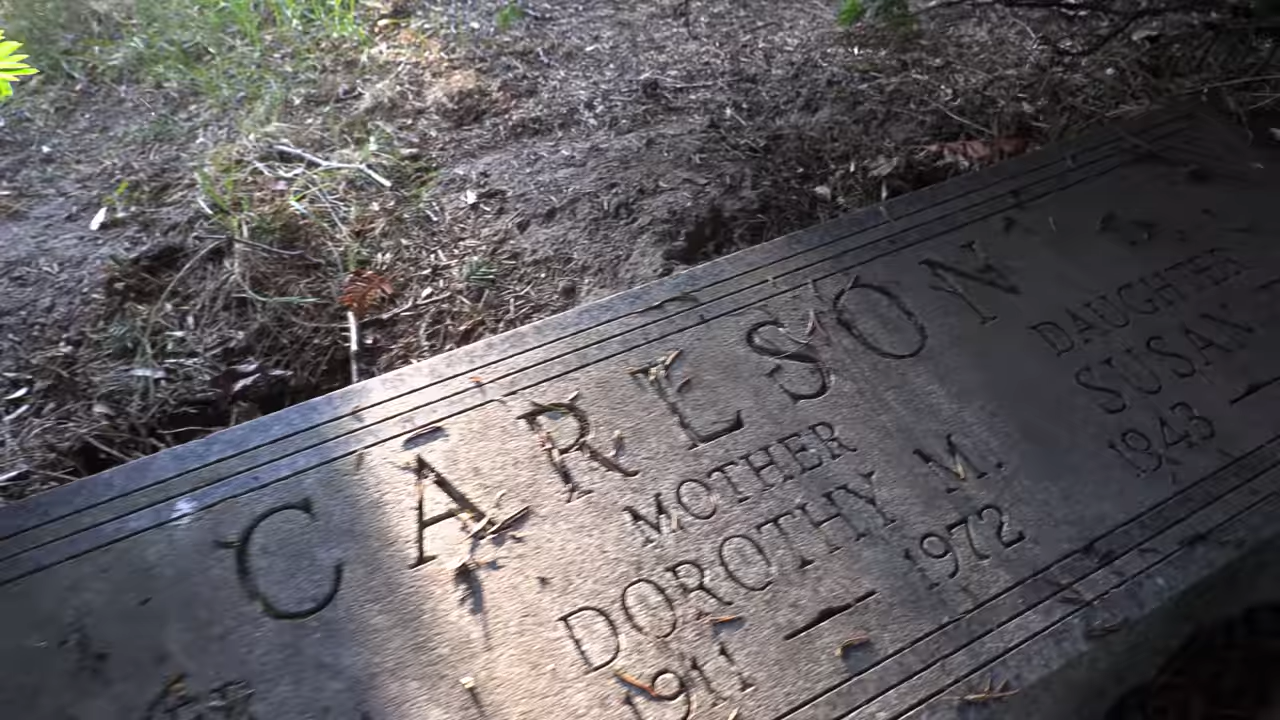 CARLSON
MOTHER
DOROTHY M.
1911 — 1972
DAUGHTER
SUSAN
1943 —